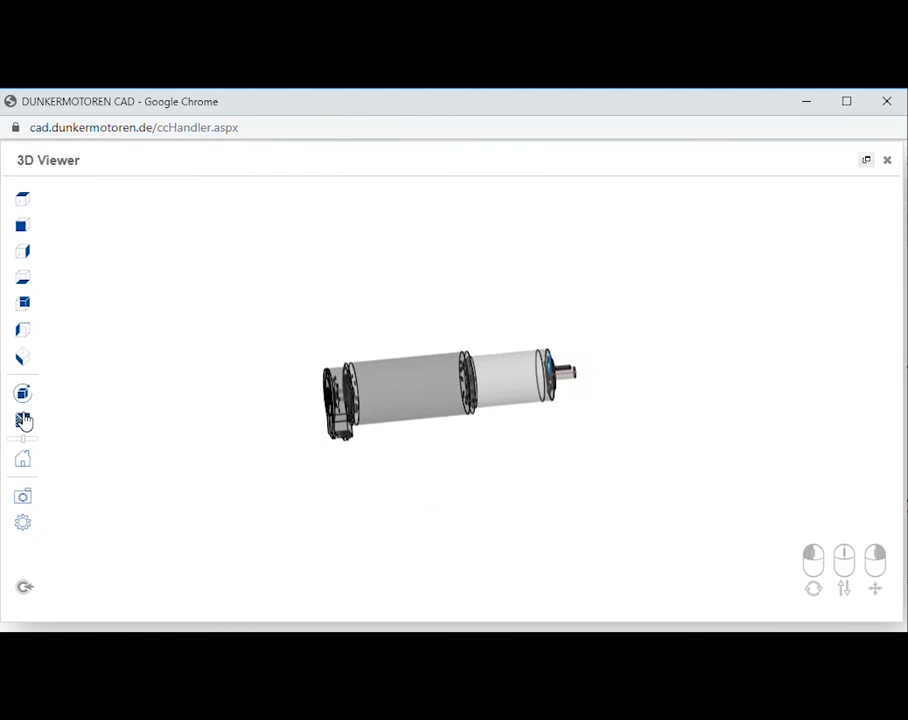 DUNKERMOTOREN CAD - Google Chrome
cad.dunkermotoren.de/ccHandler.aspx
3D Viewer